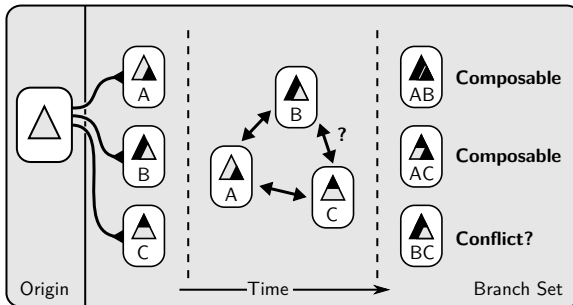 A
B
C
B
?
A
C
AB
Composable
AC
Composable
BC
Conflict?
Origin
Time
Branch Set